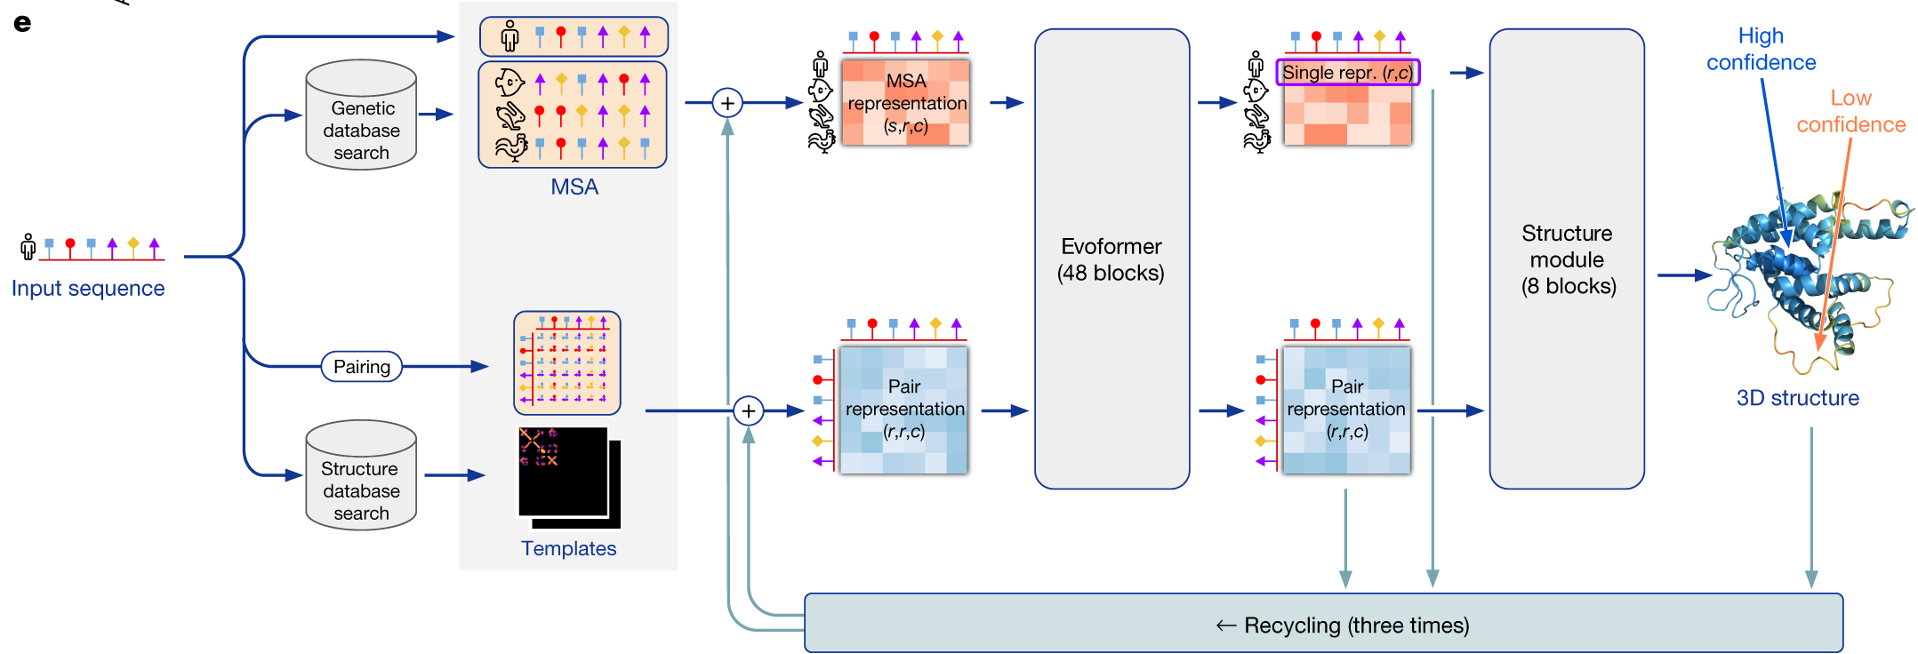 e
Input sequence
Genetic
database
search
MSA
Pairing
Structure
database
search
Templates
+
+
MSA
representation
(s,r,c)
Pair
representation
(r,r,c)
Evoformer
(48 blocks)
Single repr. (r,c)
Pair
representation
(r,r,c)
Structure
module
(8 blocks)
High
confidence
Low
confidence
3D structure
← Recycling (three times)